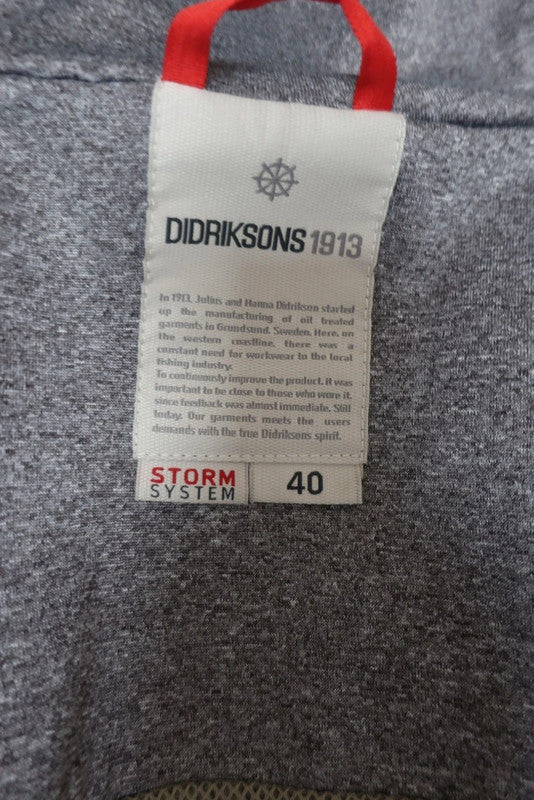 DIDRIKSONS 1913
In 1913, Julius and Hanna Didrikson started
up the manufacturing of oil treated
garments in Grundsund, Sweden. Here, on
the western coastline, there was a
constant need for workwear to the local
fishing industry.
To continuously improve the product, it was
important to be close to those who wore it,
since feedback was almost immediate. Still
today. Our garments meets the users
demands with the true Didriksons spirit.
STORM
SYSTEM
40